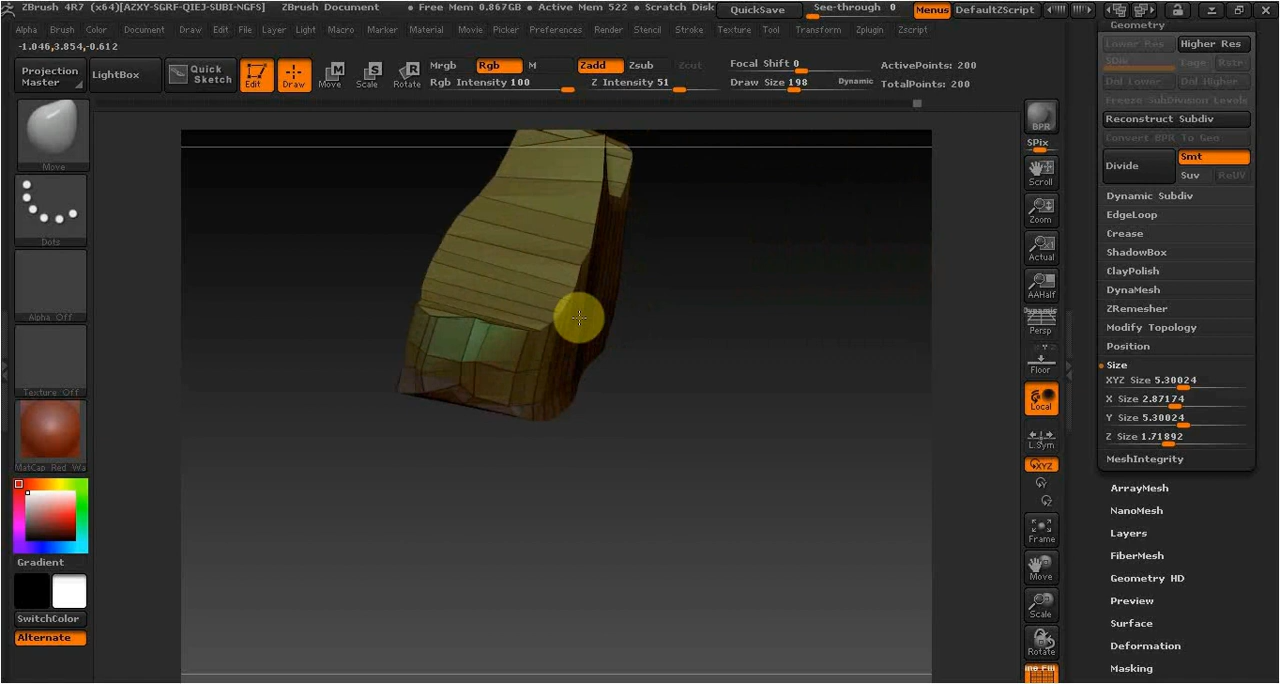 ZBrush 4R7 (x64)[AZXY-SGRF-QIEJ-SUBI-NGFS] ZBrush Document • Free Mem 0.867GB • Active Mem 522 • Scratch Disk QuickSave See-through 0 Menus DefaultZScript
Alpha Brush Color Document Draw Edit File Layer Light Macro Marker Material Movie Picker Preferences Render Stencil Stroke Texture Tool Transform Zplugin Zscript
-1.046,3.854,-0.612
Projection Master
LightBox
Quick Sketch
Edit
Draw
Move
Scale
Rotate
Mrgb Rgb M
Rgb Intensity 100
Zadd Zsub Zcut
Z Intensity 51
Focal Shift 0
Draw Size 198 Dynamic
ActivePoints: 200
TotalPoints: 200
Move
Dots
Alpha Off
Texture Off
MatCap Red Wa
Gradient
SwitchColor
Alternate
BPR
SPix
Scroll
Zoom
Actual
AAHalf
Dynamic
Persp
Floor
Local
L.Sym
XYZ
Y
Z
Frame
Move
Scale
Rotate
Geometry
Lower Res Higher Res
SDiv
Del Lower Del Higher
Freeze SubDivision Levels
Reconstruct Subdiv
Convert BPR To Geo
Divide
Smt
Suv ReUV
Dynamic Subdiv
EdgeLoop
Crease
ShadowBox
ClayPolish
DynaMesh
ZRemesher
Modify Topology
Position
Size
XYZ Size 5.30024
X Size 2.87174
Y Size 5.30024
Z Size 1.71892
MeshIntegrity
ArrayMesh
NanoMesh
Layers
FiberMesh
Geometry HD
Preview
Surface
Deformation
Masking